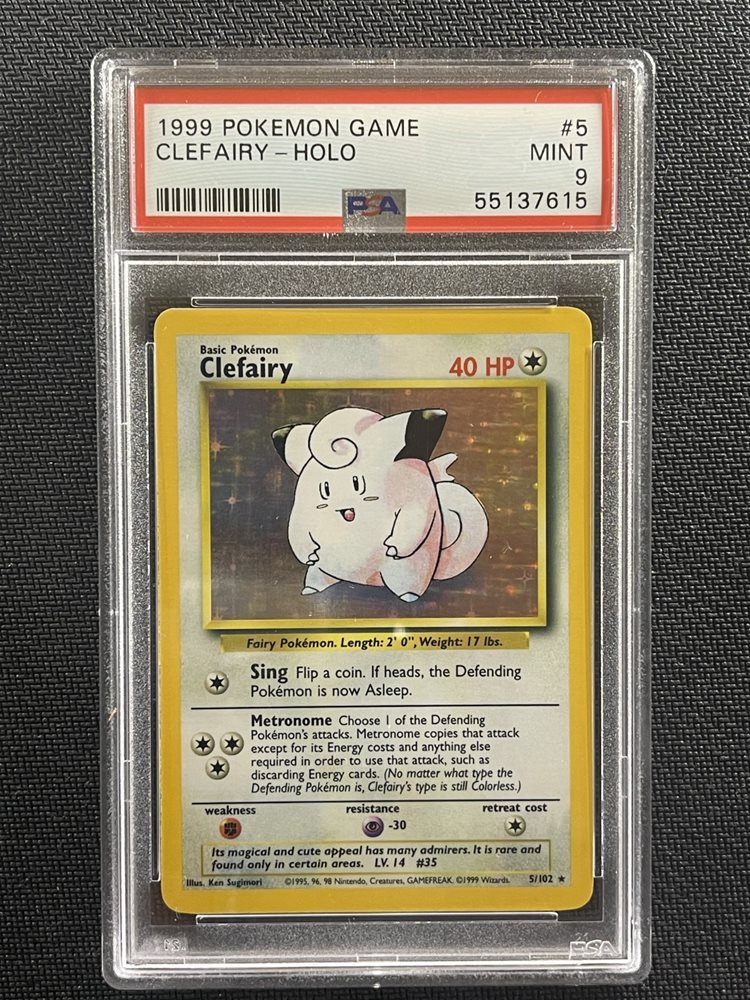 1999 POKEMON GAME #5
CLEFAIRY – HOLO MINT
9
PSA 55137615
Basic Pokémon
Clefairy 40 HP
Fairy Pokémon. Length: 2' 0", Weight: 17 lbs.
Sing Flip a coin. If heads, the Defending
Pokémon is now Asleep.
Metronome Choose 1 of the Defending
Pokémon's attacks. Metronome copies that attack
except for its Energy costs and anything else
required in order to use that attack, such as
discarding Energy cards. (No matter what type the
Defending Pokémon is, Clefairy's type is still Colorless.)
weakness resistance retreat cost
-30
Its magical and cute appeal has many admirers. It is rare and
found only in certain areas. LV. 14 #35
Illus. Ken Sugimori ©1995, 96, 98 Nintendo, Creatures, GAMEFREAK. ©1999 Wizards. 5/102 ★
PSA